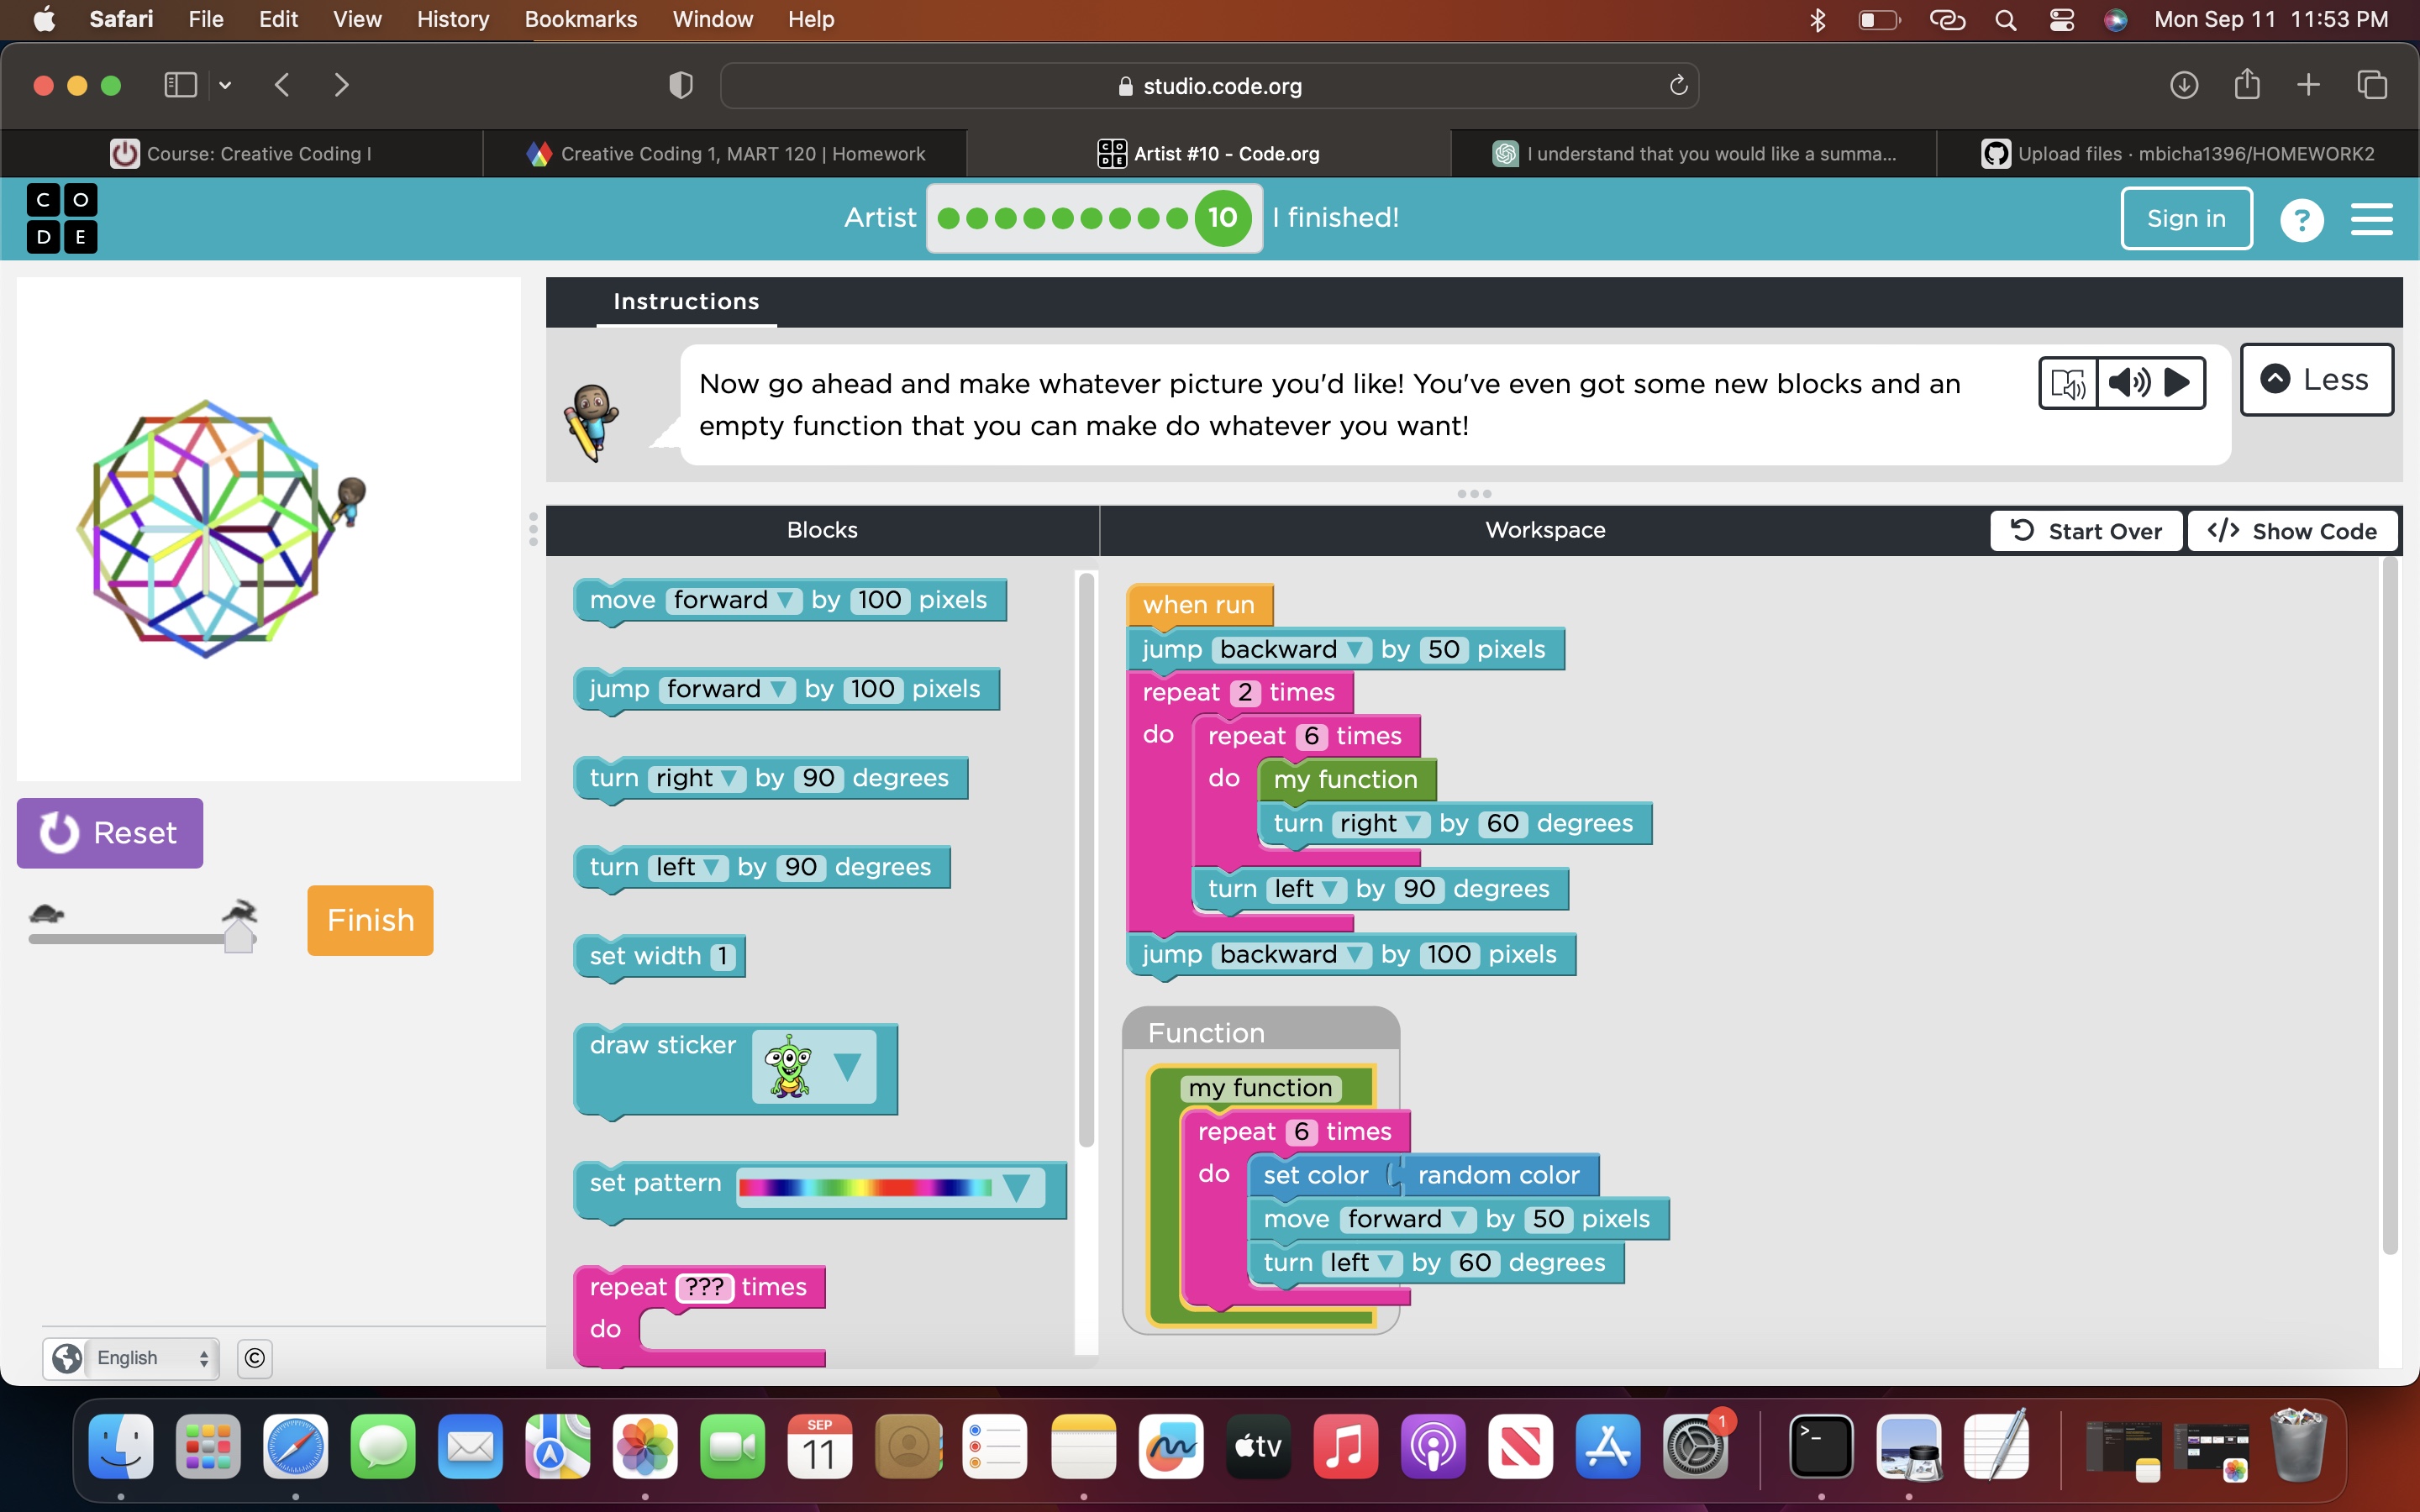 Safari File Edit View History Bookmarks Window Help Mon Sep 11 11:53 PM
studio.code.org
Course: Creative Coding I
Creative Coding 1, MART 120 | Homework
CODE Artist #10 - Code.org
I understand that you would like a summa...
Upload files · mbicha1396/HOMEWORK2
C O
D E
Artist 10 I finished!
Sign in ?
Instructions
Now go ahead and make whatever picture you'd like! You've even got some new blocks and an
empty function that you can make do whatever you want!
Less
Blocks
Workspace
Start Over
</> Show Code
Reset
Finish
move forward by 100 pixels
jump forward by 100 pixels
turn right by 90 degrees
turn left by 90 degrees
set width 1
draw sticker
set pattern
repeat ??? times
do
when run
jump backward by 50 pixels
repeat 2 times
do repeat 6 times
do my function
turn right by 60 degrees
turn left by 90 degrees
jump backward by 100 pixels
Function
my function
repeat 6 times
do set color random color
move forward by 50 pixels
turn left by 60 degrees
English ©
SEP
11
tv
1
>_